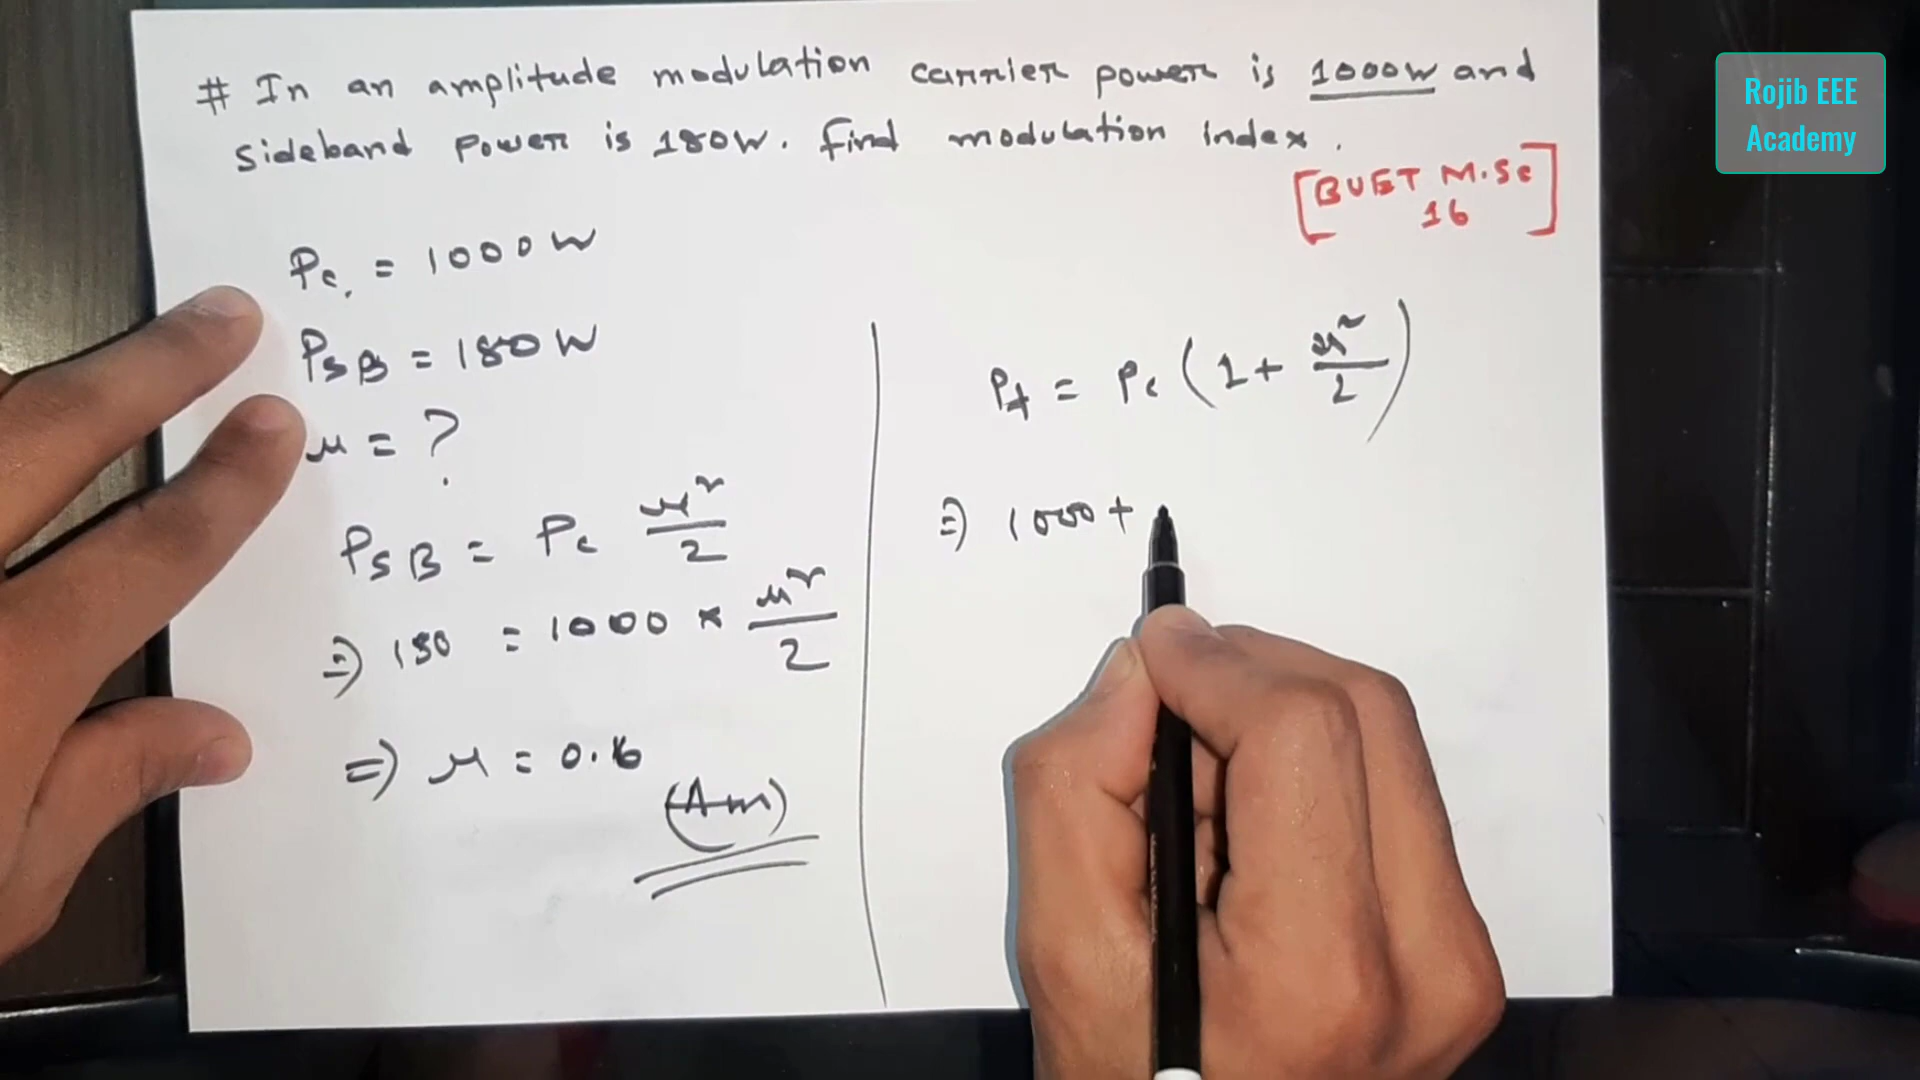 # In an amplitude modulation carrier power is 1000W and
sideband power is 180W. Find modulation index.
[BUET M.Sc
16]
Pc = 1000W
PSB = 180W
μ = ?
PSB = Pc μ²/2
⇒ 180 = 1000 × μ²/2
⇒ μ = 0.6
(Ans)
Pt = Pc (1 + μ²/2)
⇒ 1000 +
Rojib EEE
Academy